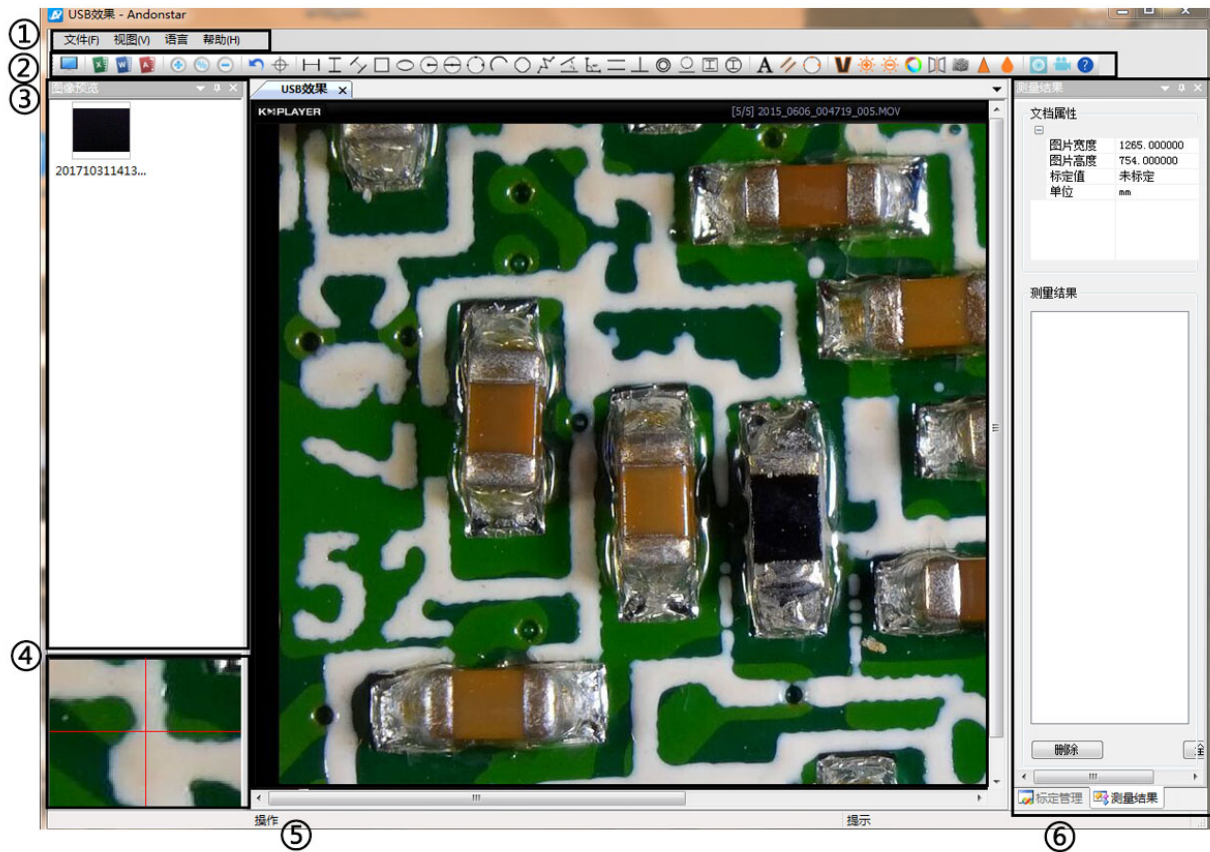 USB效果 - Andonstar
①
文件(F) 视图(V) 语言 帮助(H)
②
A
③
图像预览
USB效果
测量结果
KMPLAYER
[5/5] 2015_0606_004719_005.MOV
201710311413...
文档属性
图片宽度 1265.000000
图片高度 754.000000
标定值 未标定
单位 mm
测量结果
52
④
删除
全
标定管理 测量结果
操作
提示
⑤
⑥